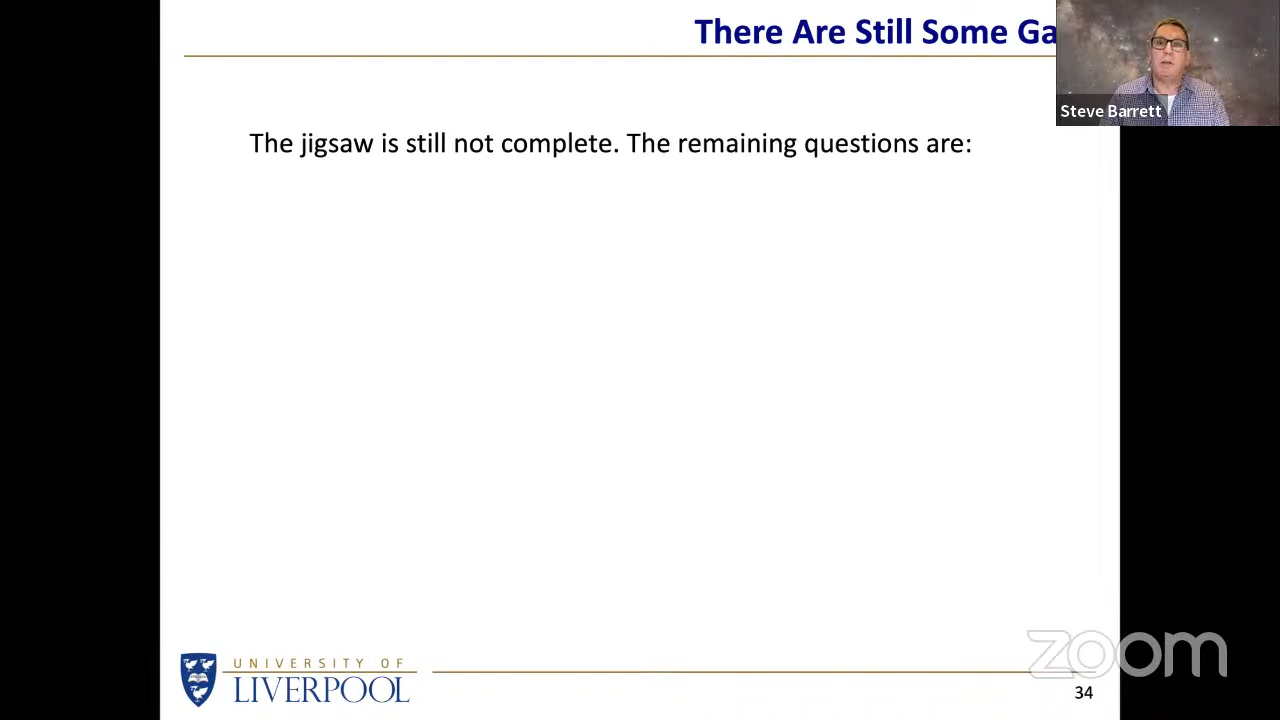 There Are Still Some Ga
Steve Barrett
The jigsaw is still not complete. The remaining questions are:
UNIVERSITY OF
LIVERPOOL
zoom
34